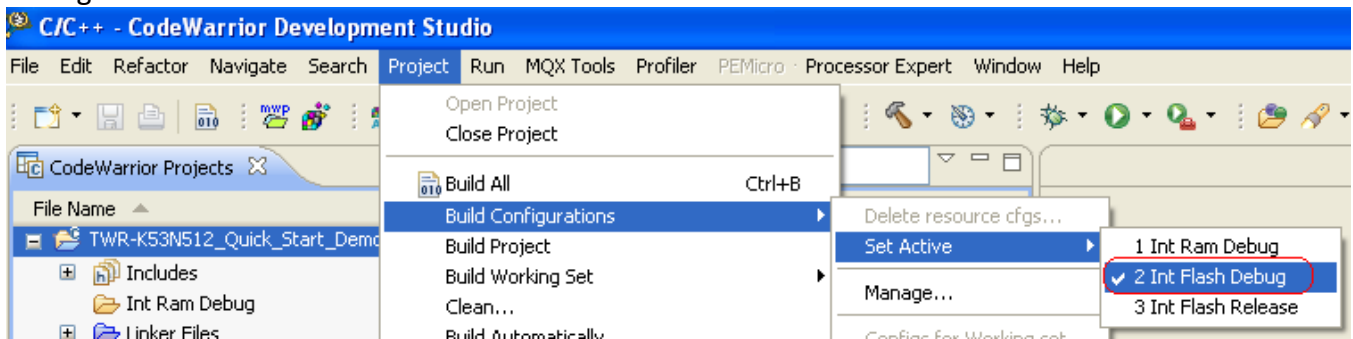 C/C++ - CodeWarrior Development Studio
File Edit Refactor Navigate Search Project Run MQX Tools Profiler PEMicro Processor Expert Window Help
Open Project
Close Project
CodeWarrior Projects
Build All Ctrl+B
File Name
Build Configurations
Delete resource cfgs...
TWR-K53N512_Quick_Start_Demo
Build Project
Set Active
1 Int Ram Debug
Includes
Build Working Set
2 Int Flash Debug
Int Ram Debug
Clean...
Manage...
3 Int Flash Release
Linker Files
Build Automatically
Configs for Working set